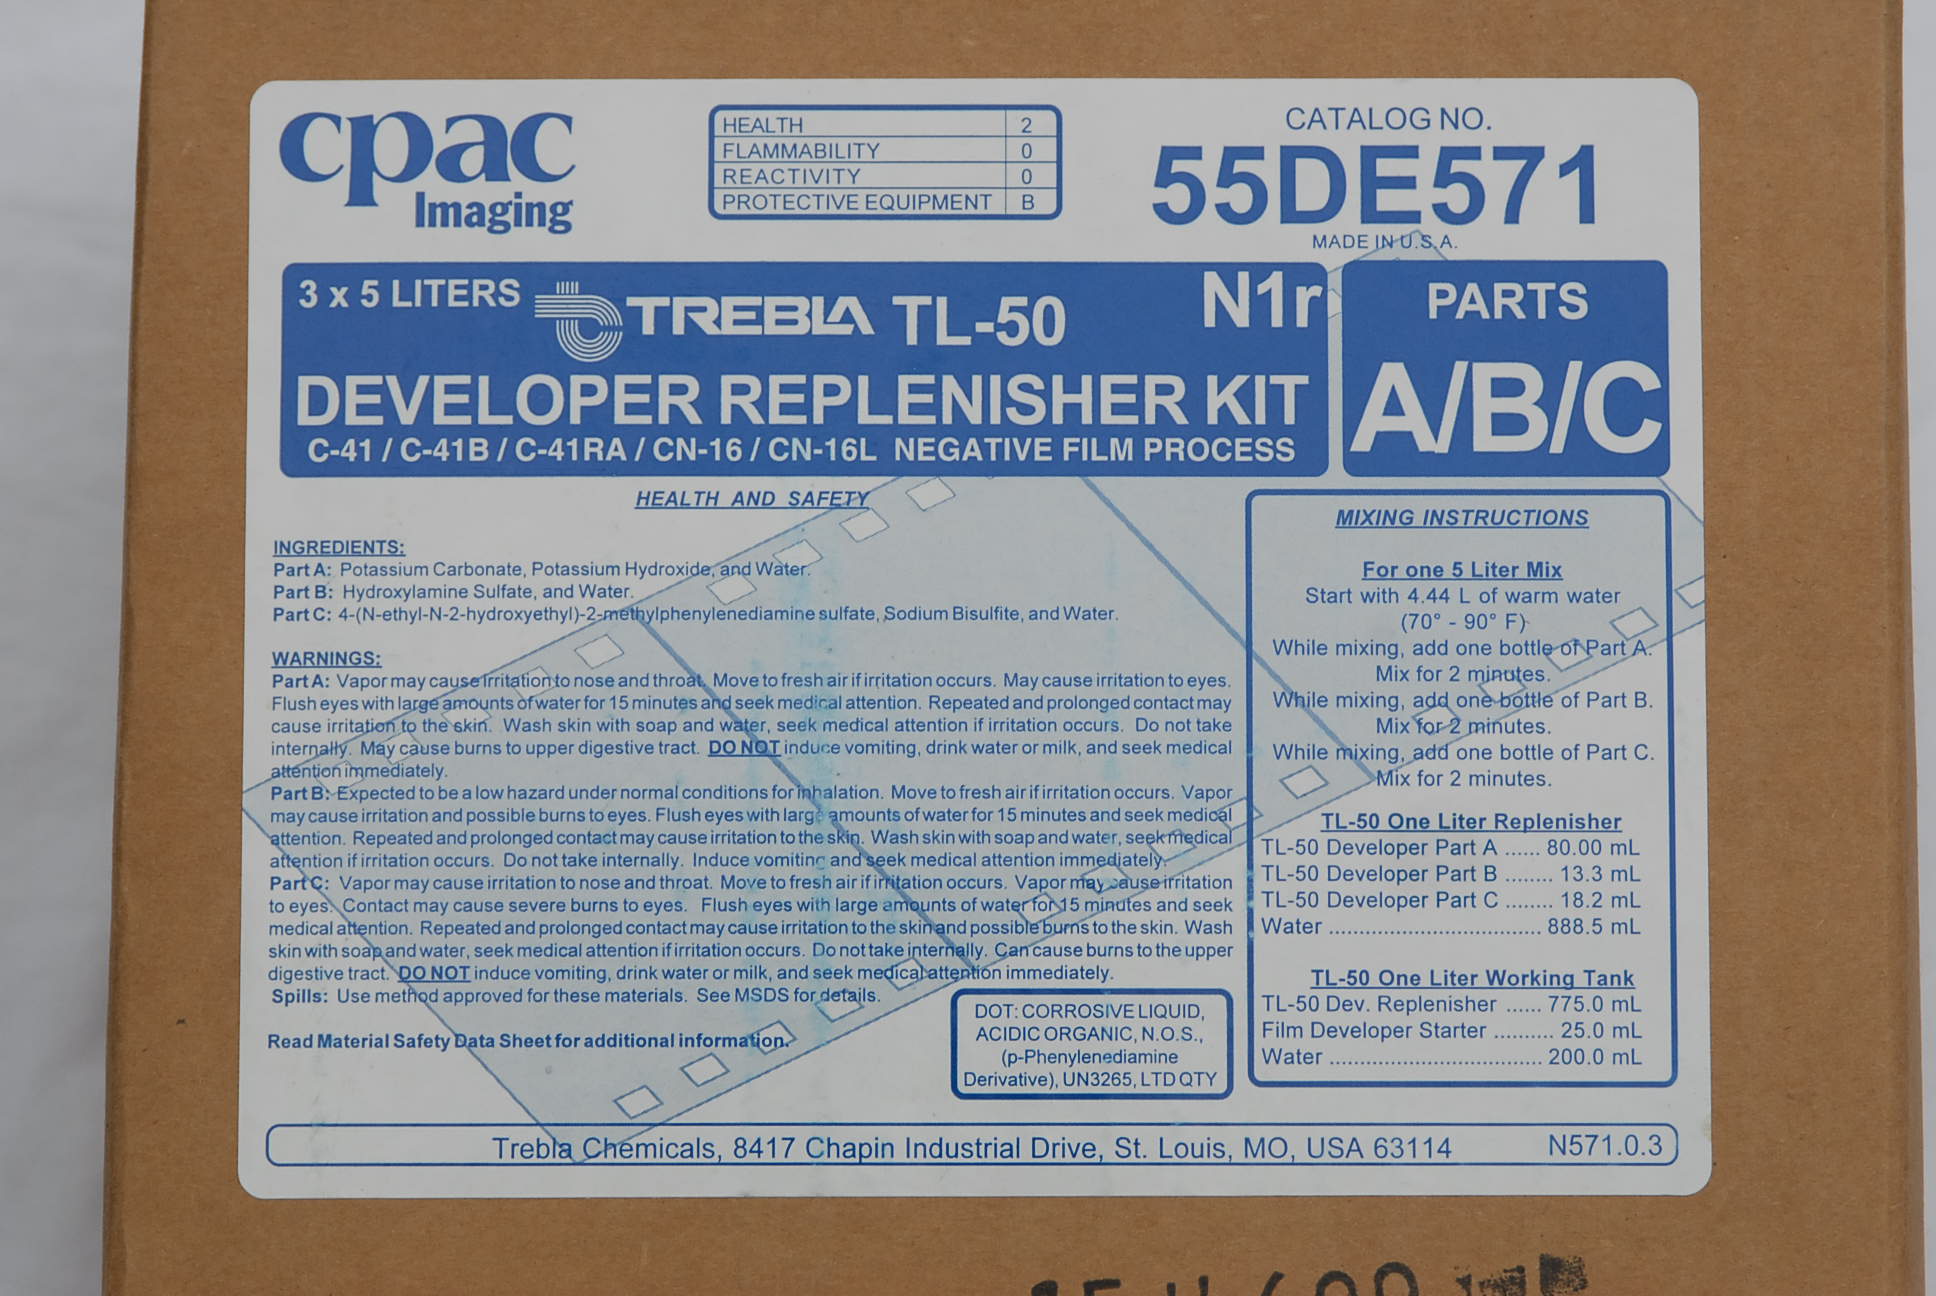 cpac
Imaging
HEALTH 2
FLAMMABILITY 0
REACTIVITY 0
PROTECTIVE EQUIPMENT B
CATALOG NO.
55DE571
MADE IN U.S.A.
3 x 5 LITERS
TREBLA TL-50
N1r
DEVELOPER REPLENISHER KIT
C-41 / C-41B / C-41RA / CN-16 / CN-16L NEGATIVE FILM PROCESS
PARTS
A/B/C
HEALTH AND SAFETY
INGREDIENTS:
Part A: Potassium Carbonate, Potassium Hydroxide, and Water.
Part B: Hydroxylamine Sulfate, and Water.
Part C: 4-(N-ethyl-N-2-hydroxyethyl)-2-methylphenylenediamine sulfate, Sodium Bisulfite, and Water.
WARNINGS:
Part A: Vapor may cause irritation to nose and throat. Move to fresh air if irritation occurs. May cause irritation to eyes.
Flush eyes with large amounts of water for 15 minutes and seek medical attention. Repeated and prolonged contact may
cause irritation to the skin. Wash skin with soap and water, seek medical attention if irritation occurs. Do not take
internally. May cause burns to upper digestive tract. DO NOT induce vomiting, drink water or milk, and seek medical
attention immediately.
Part B: Expected to be a low hazard under normal conditions for inhalation. Move to fresh air if irritation occurs. Vapor
may cause irritation and possible burns to eyes. Flush eyes with large amounts of water for 15 minutes and seek medical
attention. Repeated and prolonged contact may cause irritation to the skin. Wash skin with soap and water, seek medical
attention if irritation occurs. Do not take internally. Induce vomiting and seek medical attention immediately.
Part C: Vapor may cause irritation to nose and throat. Move to fresh air if irritation occurs. Vapor may cause irritation
to eyes. Contact may cause severe burns to eyes. Flush eyes with large amounts of water for 15 minutes and seek
medical attention. Repeated and prolonged contact may cause irritation to the skin and possible burns to the skin. Wash
skin with soap and water, seek medical attention if irritation occurs. Do not take internally. Can cause burns to the upper
digestive tract. DO NOT induce vomiting, drink water or milk, and seek medical attention immediately.
Spills: Use method approved for these materials. See MSDS for details.
Read Material Safety Data Sheet for additional information.
DOT: CORROSIVE LIQUID,
ACIDIC ORGANIC, N.O.S.,
(p-Phenylenediamine
Derivative), UN3265, LTD QTY
MIXING INSTRUCTIONS
For one 5 Liter Mix
Start with 4.44 L of warm water
(70° - 90° F)
While mixing, add one bottle of Part A.
Mix for 2 minutes.
While mixing, add one bottle of Part B.
Mix for 2 minutes.
While mixing, add one bottle of Part C.
Mix for 2 minutes.
TL-50 One Liter Replenisher
TL-50 Developer Part A ...... 80.00 mL
TL-50 Developer Part B ........ 13.3 mL
TL-50 Developer Part C ........ 18.2 mL
Water .................................. 888.5 mL
TL-50 One Liter Working Tank
TL-50 Dev. Replenisher ...... 775.0 mL
Film Developer Starter .......... 25.0 mL
Water .................................. 200.0 mL
Trebla Chemicals, 8417 Chapin Industrial Drive, St. Louis, MO, USA 63114
N571.0.3